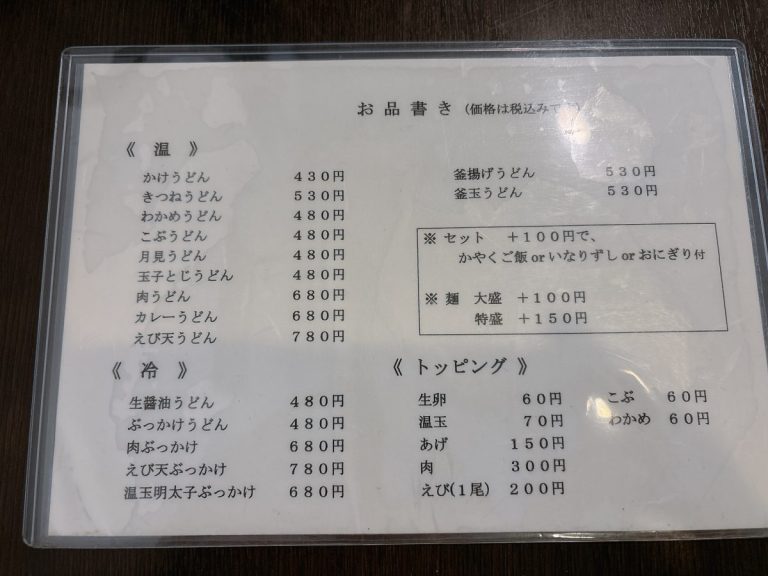 お品書き (価格は税込みです)
《 温 》
かけうどん 430円
きつねうどん 530円
わかめうどん 480円
こぶうどん 480円
月見うどん 480円
玉子とじうどん 480円
肉うどん 680円
カレーうどん 680円
えび天うどん 780円
釜揚げうどん 530円
釜玉うどん 530円
※ セット +100円で、
かやくご飯 or いなりずし or おにぎり付
※ 麺 大盛 +100円
特盛 +150円
《 冷 》
生醤油うどん 480円
ぶっかけうどん 480円
肉ぶっかけ 680円
えび天ぶっかけ 780円
温玉明太子ぶっかけ 680円
《 トッピング 》
生卵 60円 こぶ 60円
温玉 70円 わかめ 60円
あげ 150円
肉 300円
えび(1尾) 200円